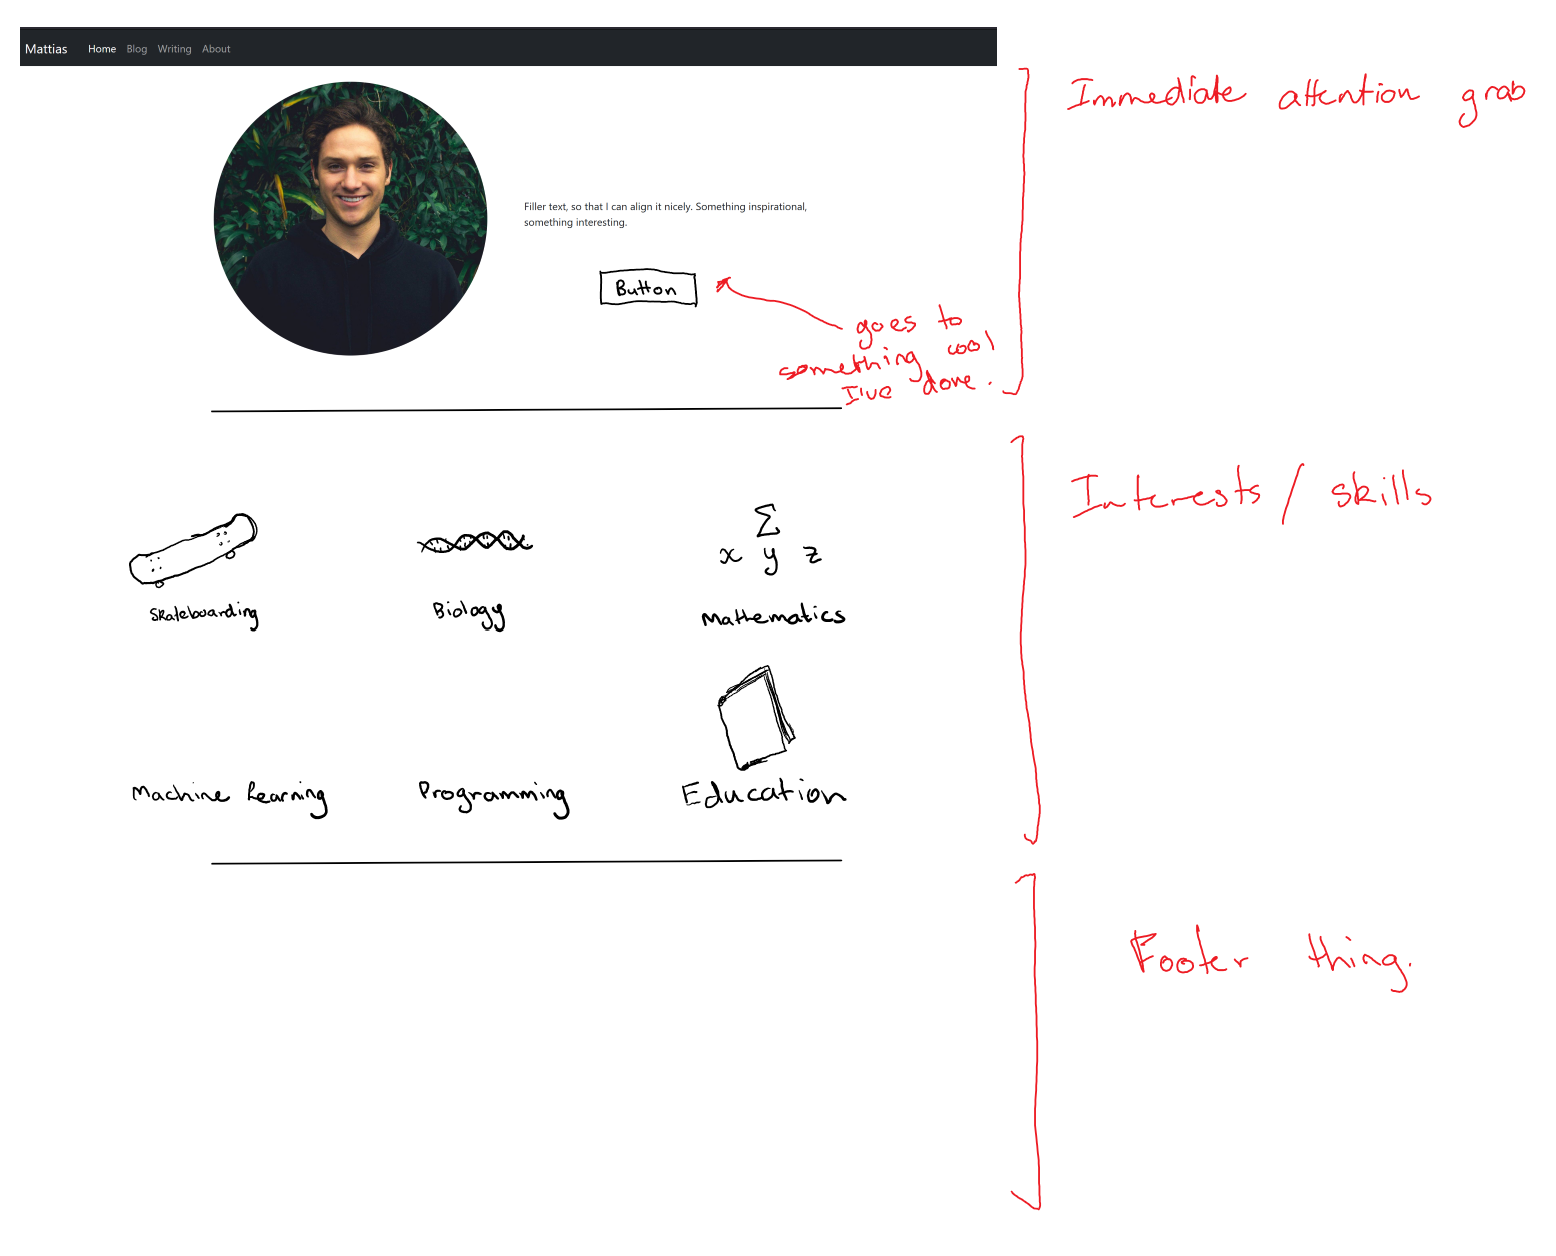 Mattias Home Blog Writing About
Immediate attention grab
Filler text, so that I can align it nicely. Something inspirational,
something interesting.
Button
goes to
something cool
I've done.
Interests / skills
Σ
x y z
Skateboarding Biology Mathematics
Machine Learning Programming Education
Footer thing.